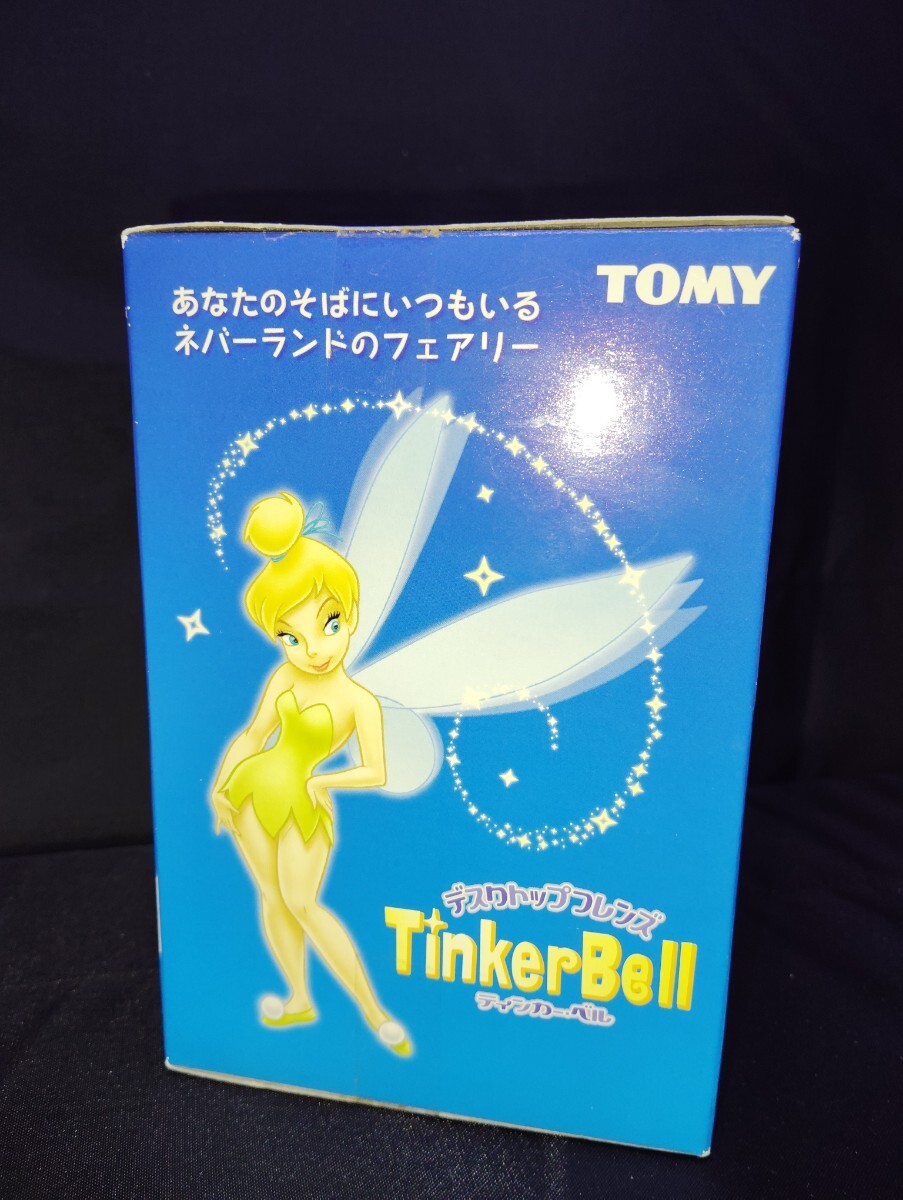 あなたのそばにいつもいる
ネバーランドのフェアリー
TOMY
デスクトップフレンズ
TinkerBell
ティンカー・ベル